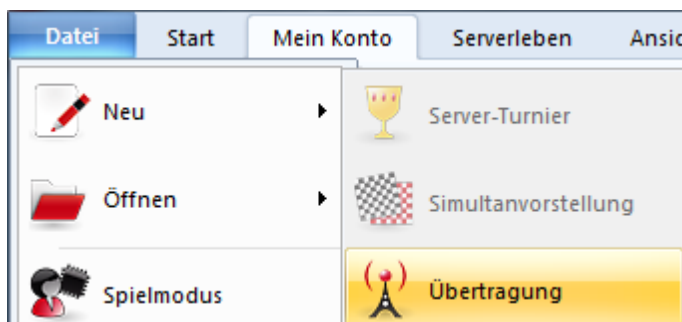 Datei Start Mein Konto Serverleben
Neu
Server-Turnier
Öffnen
Simultanvorstellung
Spielmodus
Übertragung